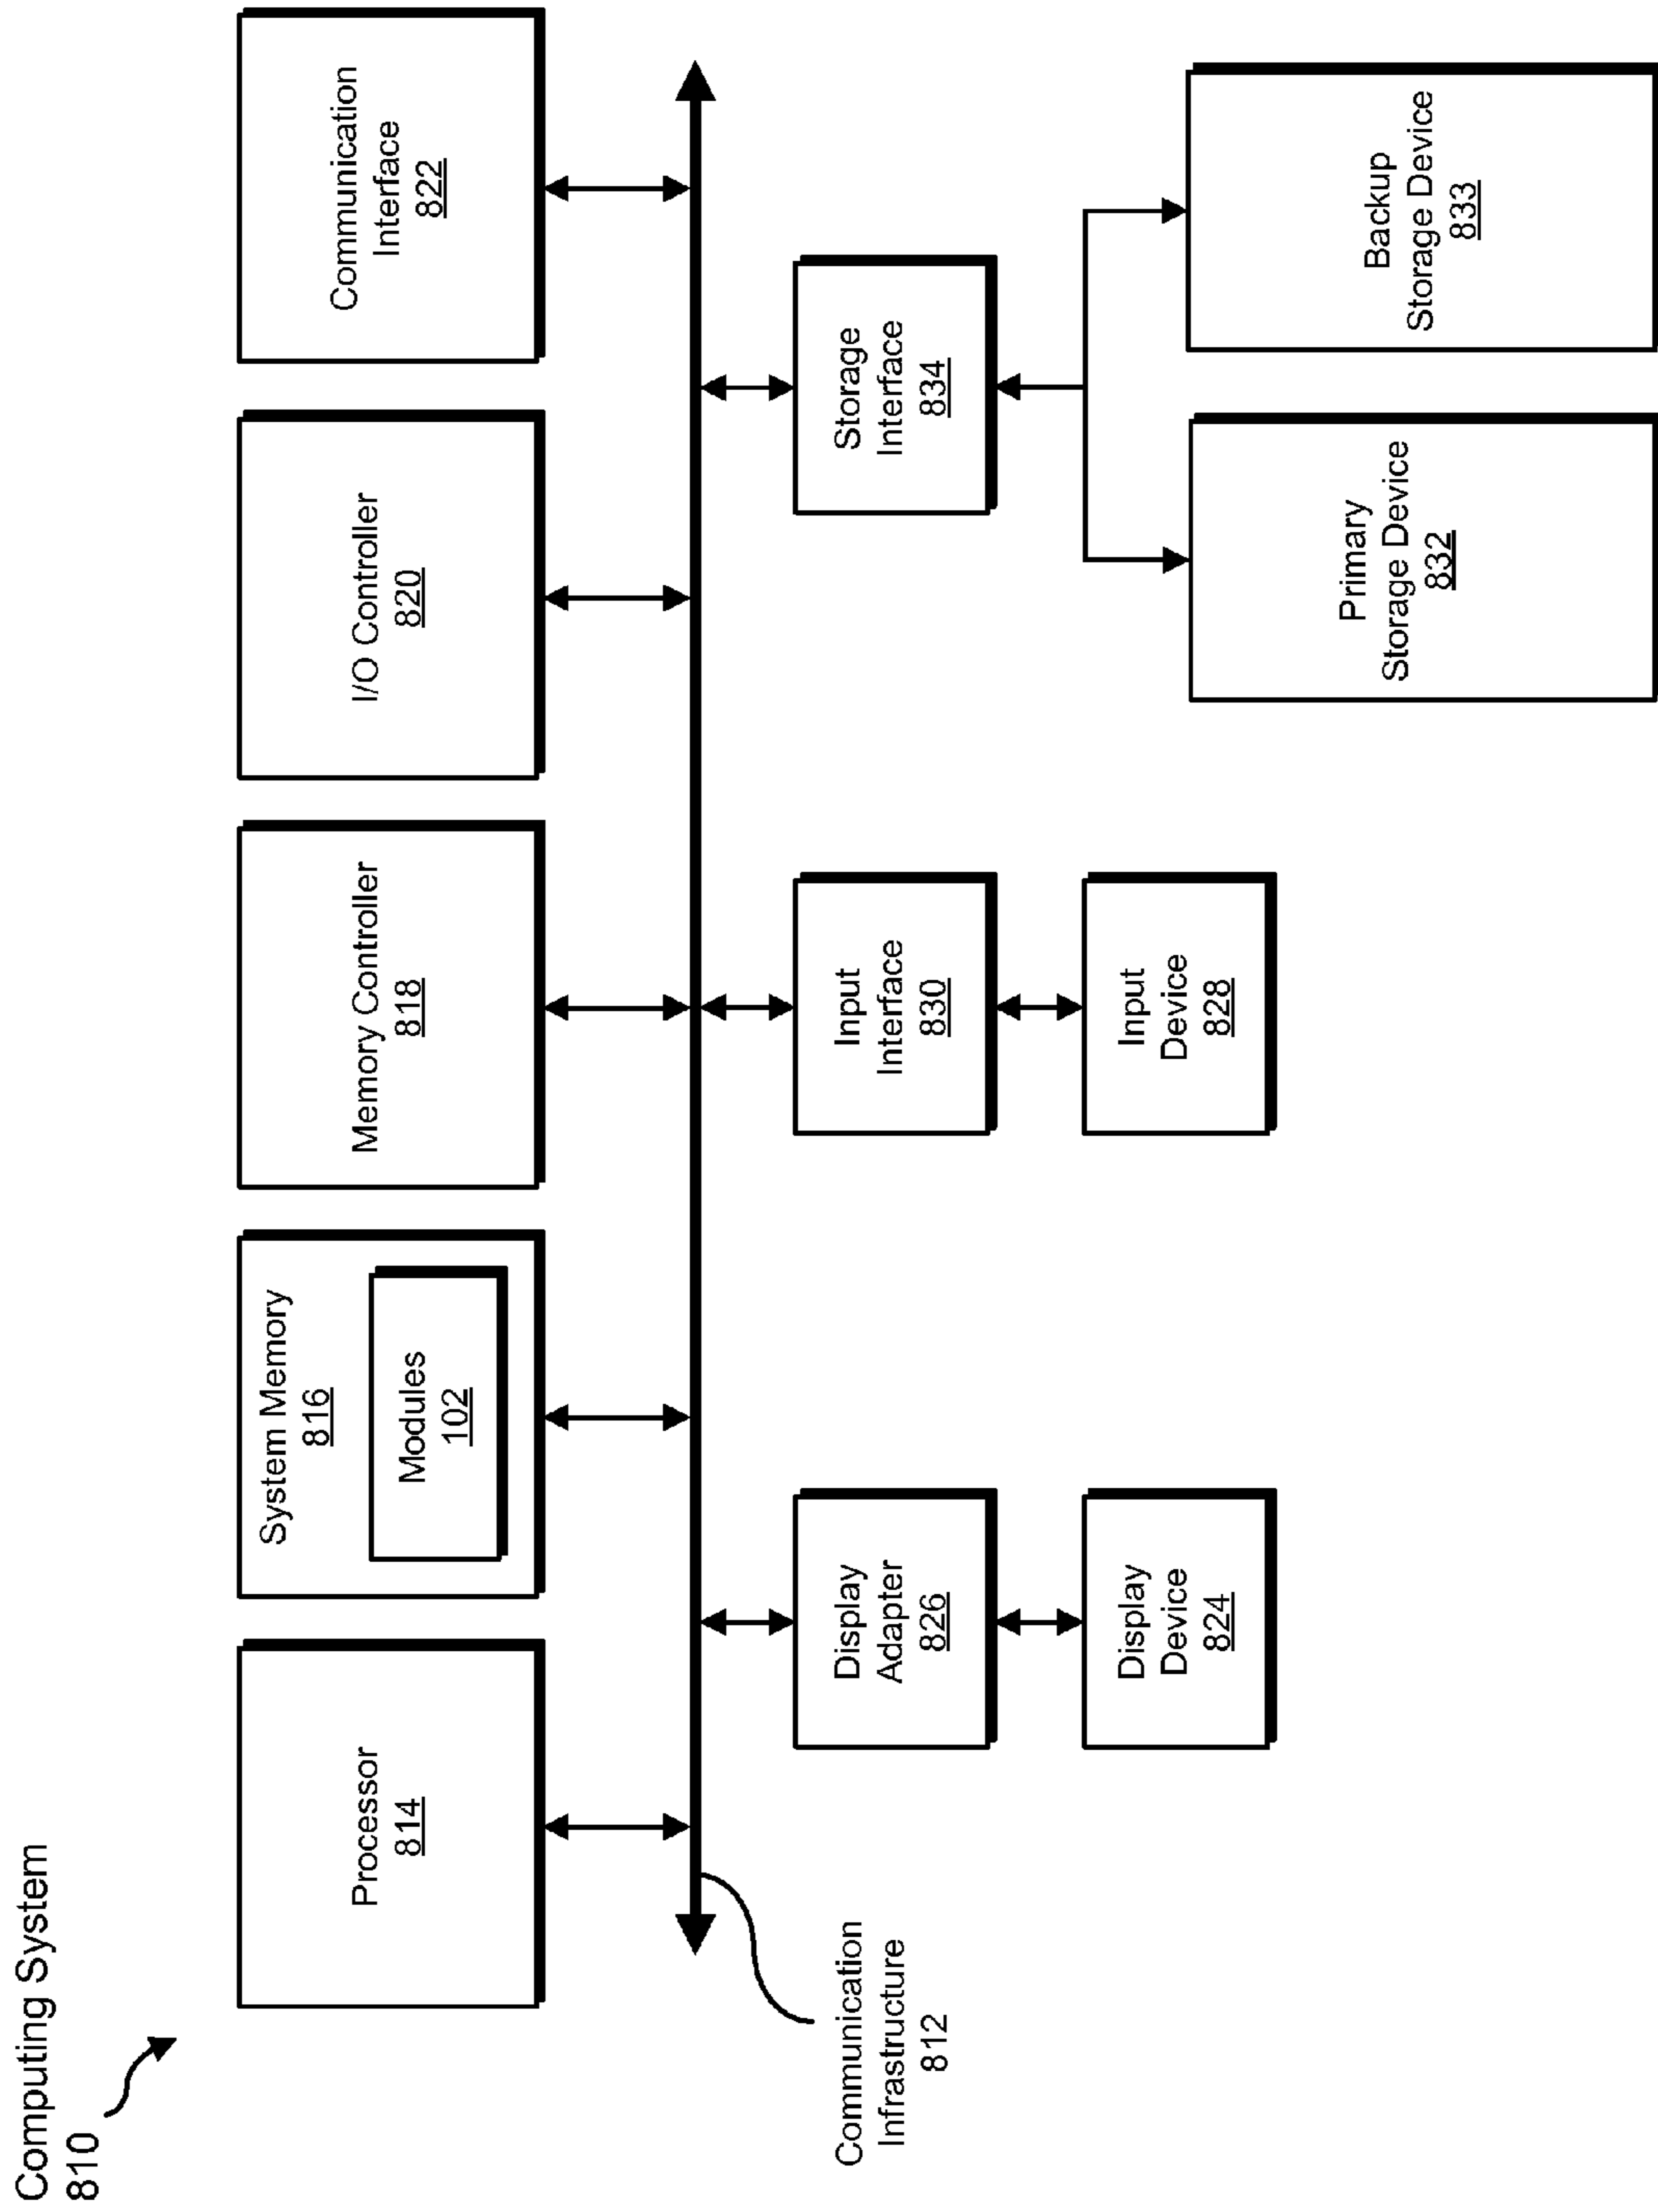 Computing System
810
Processor
814
System Memory
816
Modules
102
Memory Controller
818
I/O Controller
820
Communication
Interface
822
Communication
Infrastructure
812
Display
Adapter
826
Input
Interface
830
Storage
Interface
834
Display
Device
824
Input
Device
828
Primary
Storage Device
832
Backup
Storage Device
833